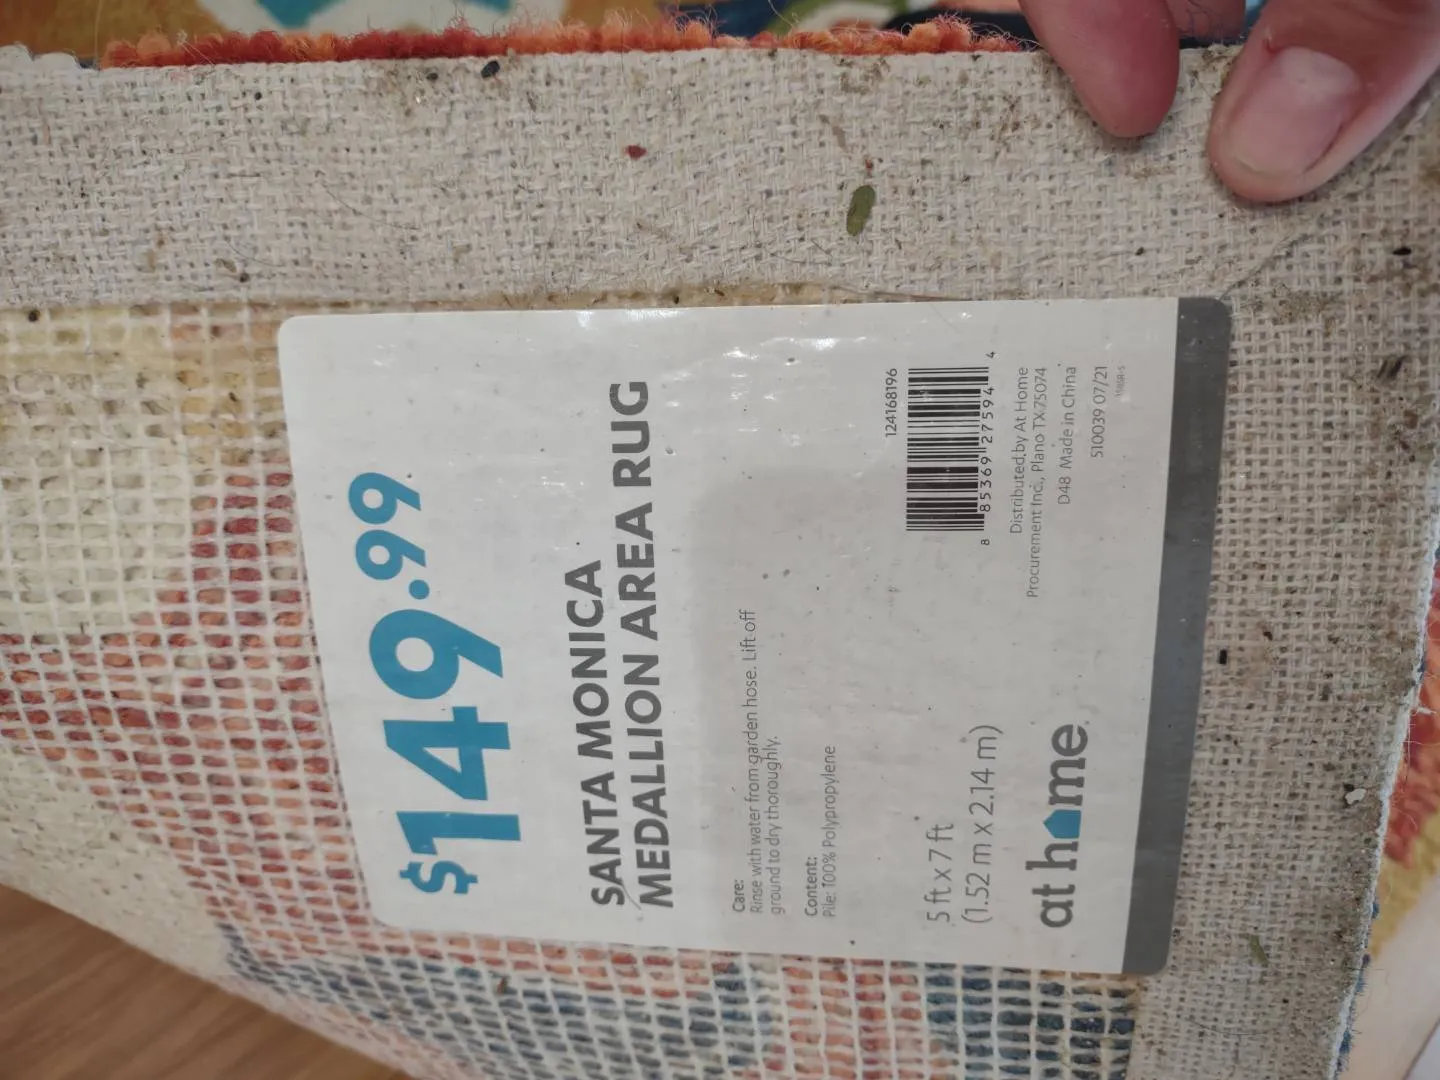 $149.99
SANTA MONICA
MEDALLION AREA RUG
Care:
Rinse with water from garden hose. Lift off
ground to dry thoroughly.
Content:
Pile: 100% Polypropylene
5 ft x 7 ft
(1.52 m x 2.14 m)
at home
124168196
8 85369 27594 4
Distributed by At Home
Procurement Inc., Plano TX 75074
D48 Made in China
510039 07/21